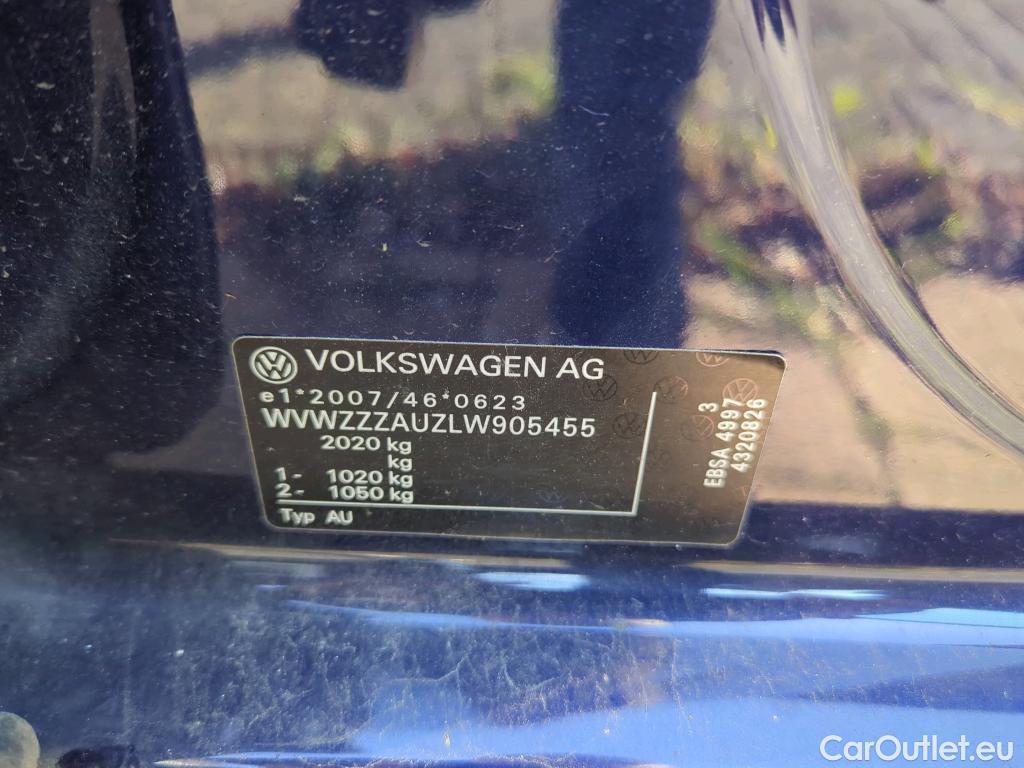 VOLKSWAGEN AG
e1*2007/46*0623
WVWZZZAUZLW905455
2020 kg
kg
1- 1020 kg
2- 1050 kg
Typ AU
3
EBSA 4997
4320826
CarOutlet.eu